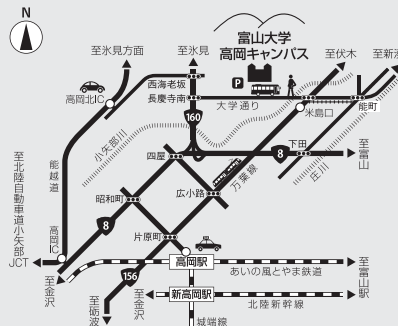 N
至氷見方面
至氷見
富山大学
高岡キャンパス
至伏木
至新湊
高岡北IC
西海老坂
長慶寺南
P
大学通り
米島口
能町
160
小矢部川
能越道
四屋
下田
8
至富山
庄川
万葉線
広小路
昭和町
8
至北陸自動車道小矢部
JCT
高岡IC
片原町
高岡駅
あいの風とやま鉄道
至富山駅
至金沢
156
至砺波
至金沢
新高岡駅
北陸新幹線
城端線